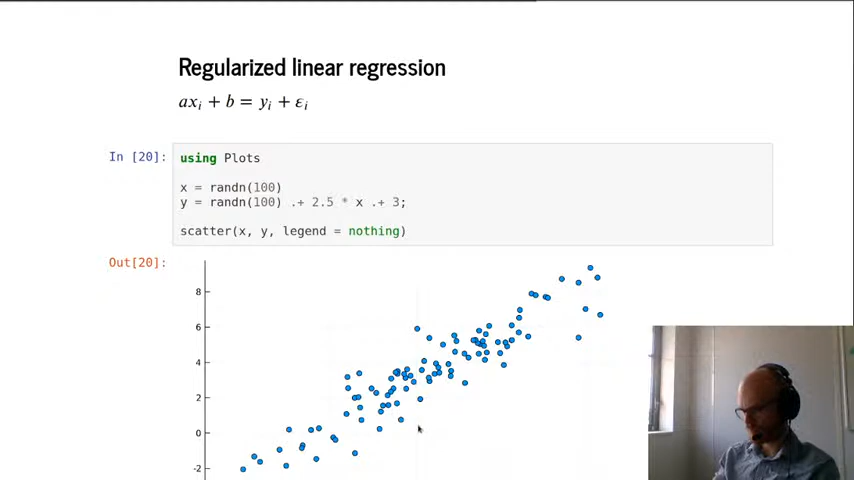 Regularized linear regression
axᵢ + b = yᵢ + εᵢ
In [20]:
using Plots
x = randn(100)
y = randn(100) .+ 2.5 * x .+ 3;
scatter(x, y, legend = nothing)
Out[20]:
8
6
4
2
0
-2